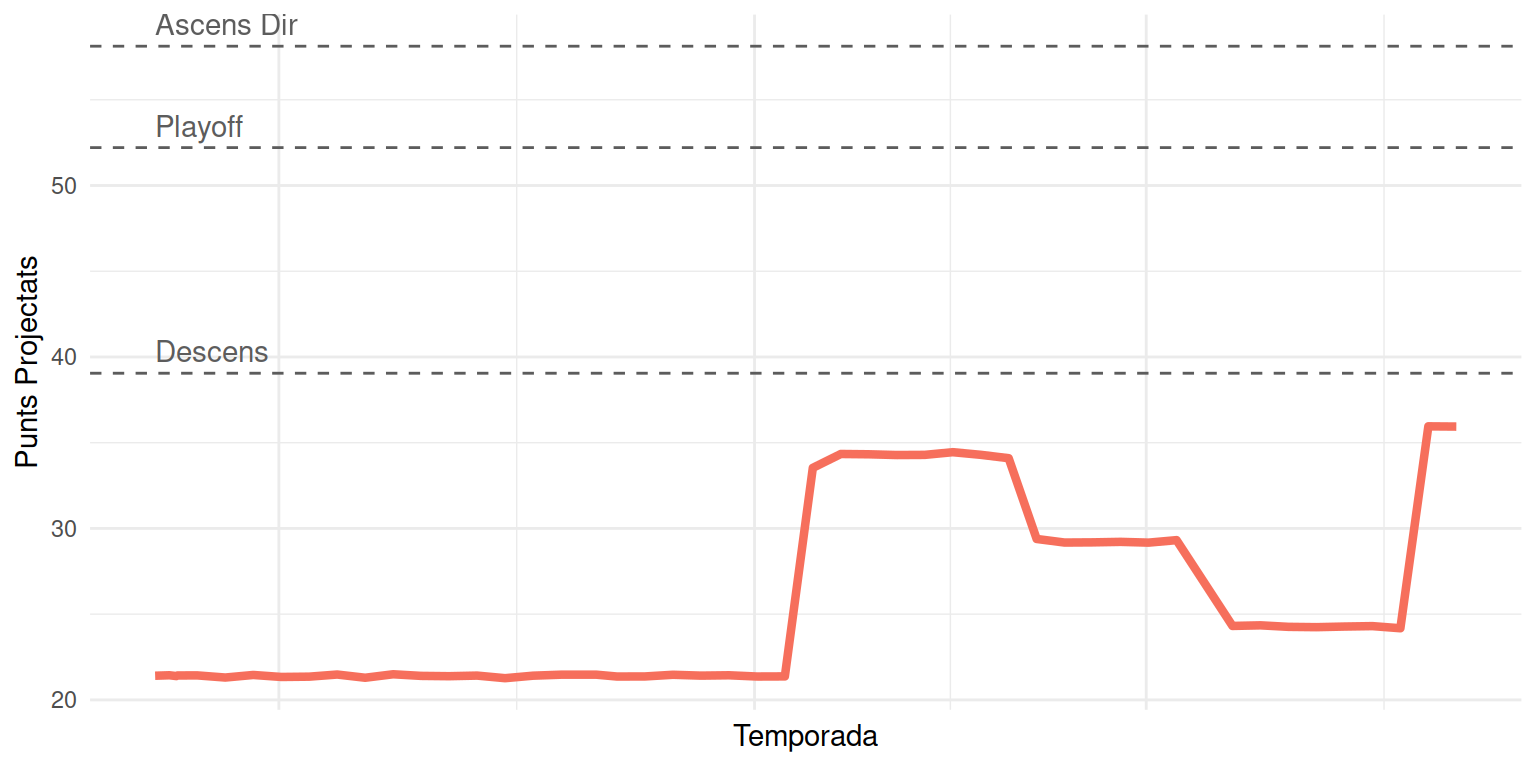 Ascens Dir
Playoff
50
Descens
40
30
20
Punts Projectats
Temporada